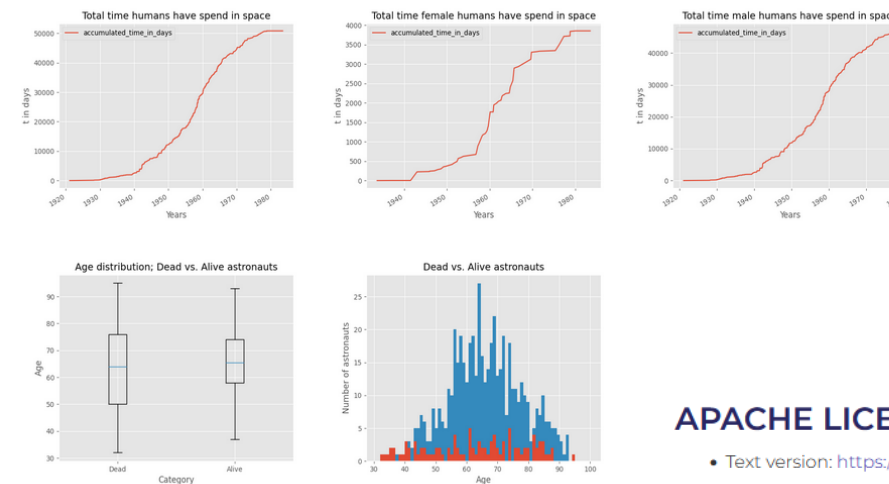 Total time humans have spend in space
accumulated_time_in_days
50000
40000
30000
20000
10000
0
t in days
1920
1930
1940
1950
1960
1970
1980
Years
Total time female humans have spend in space
accumulated_time_in_days
4000
3500
3000
2500
2000
1500
1000
500
0
t in days
1940
1950
1960
1970
1980
Years
Total time male humans have spend in spac
accumulated_time_in_days
40000
30000
20000
10000
0
t in days
1920
1930
1940
1950
1960
1970
Years
Age distribution; Dead vs. Alive astronauts
90
80
70
60
50
40
30
Age
Dead
Alive
Category
Dead vs. Alive astronauts
25
20
15
10
5
0
Number of astronauts
30
40
50
60
70
80
90
100
Age
APACHE LICE
• Text version: https:/